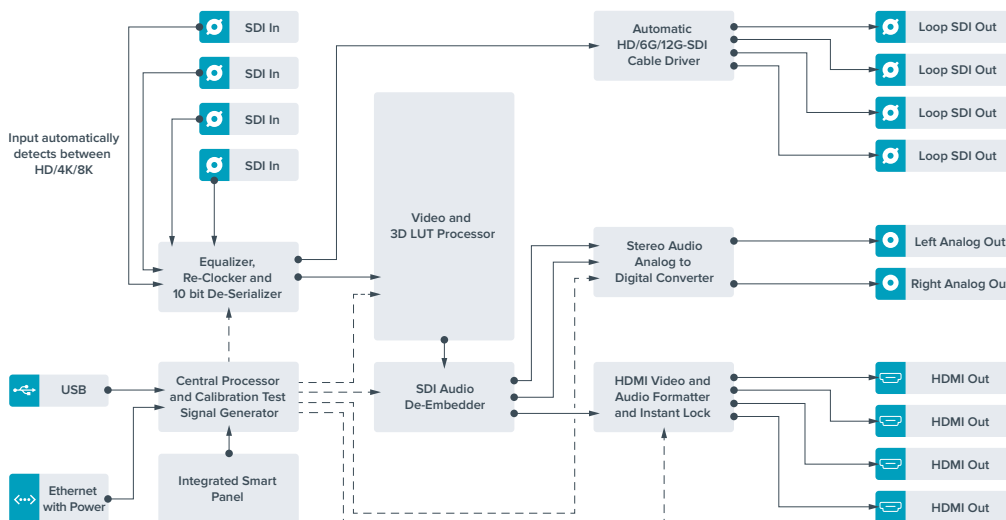 SDI In
SDI In
SDI In
SDI In
Input automatically
detects between
HD/4K/8K
Equalizer,
Re-Clocker and
10 bit De-Serializer
Video and
3D LUT Processor
Automatic
HD/6G/12G-SDI
Cable Driver
Loop SDI Out
Loop SDI Out
Loop SDI Out
Loop SDI Out
Stereo Audio
Analog to
Digital Converter
Left Analog Out
Right Analog Ou
USB
Central Processor
and Calibration Test
Signal Generator
SDI Audio
De-Embedder
HDMI Video and
Audio Formatter
and Instant Lock
HDMI Out
HDMI Out
HDMI Out
HDMI Out
Ethernet
with Power
Integrated Smart
Panel